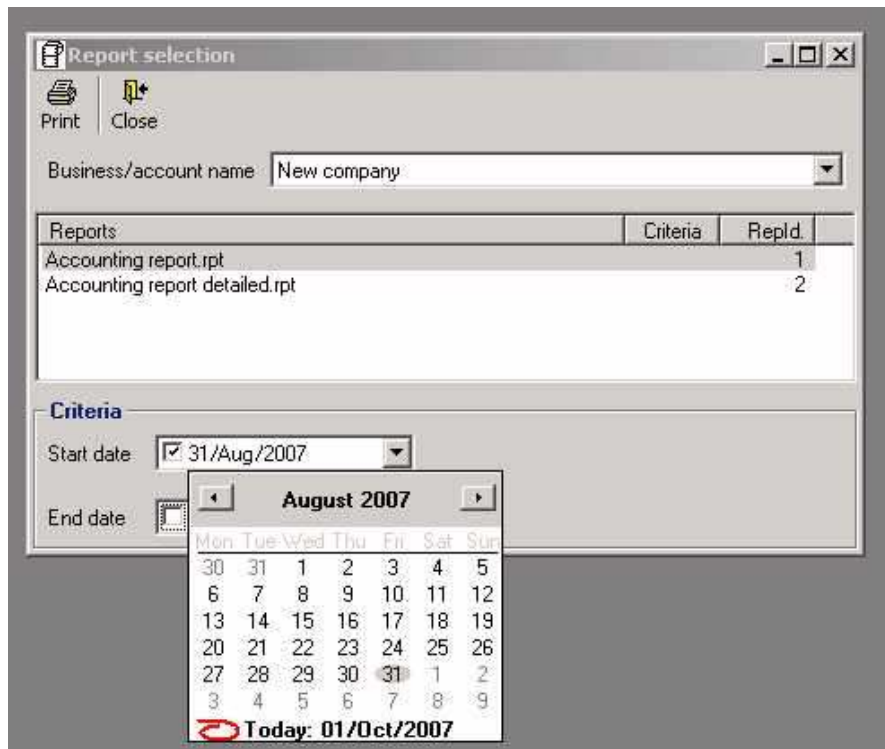 Report selection
Print Close
Business/account name New company
Reports Criteria RepId.
Accounting report.rpt 1
Accounting report detailed.rpt 2
Criteria
Start date 31/Aug/2007
End date
August 2007
Mon Tue Wed Thu Fri Sat Sun
30 31 1 2 3 4 5
6 7 8 9 10 11 12
13 14 15 16 17 18 19
20 21 22 23 24 25 26
27 28 29 30 31 1 2
3 4 5 6 7 8 9
Today: 01/Oct/2007